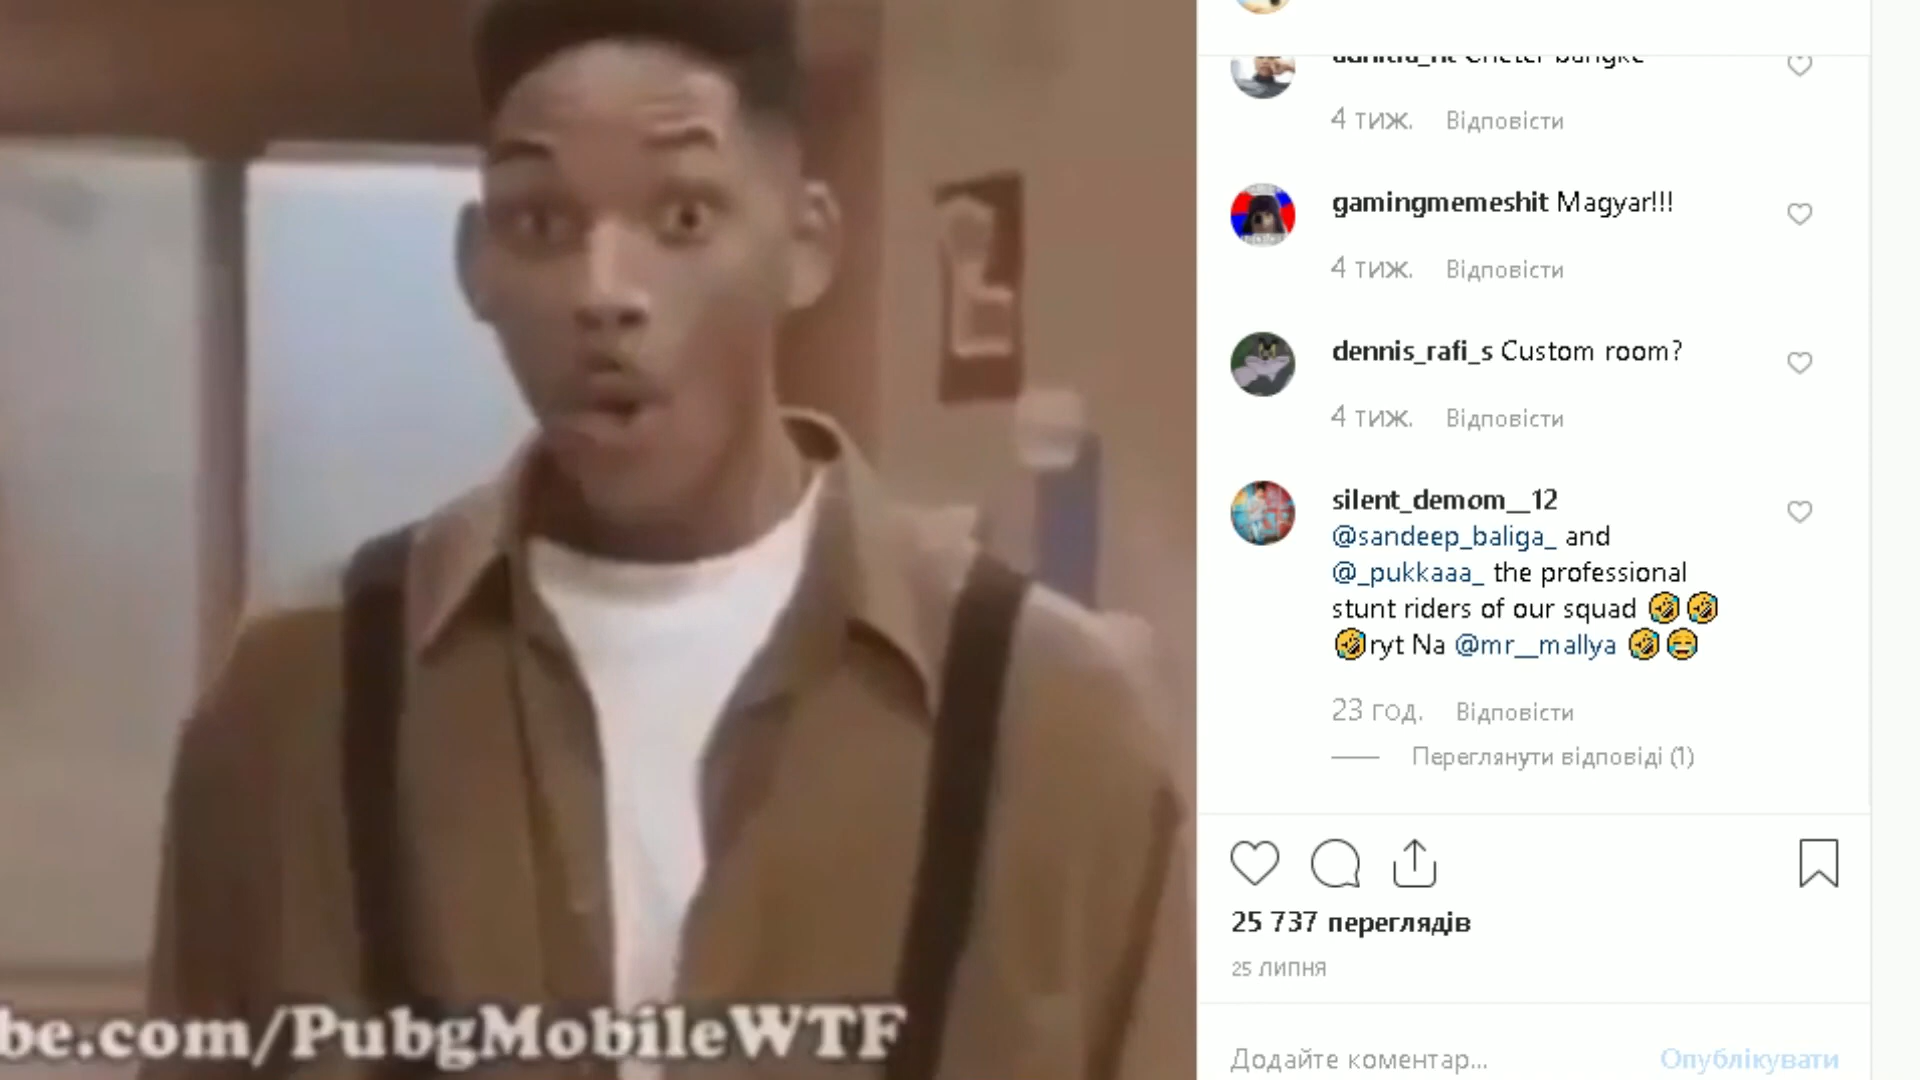 Cheter bangke
4 тиж. Відповісти
gamingmemeshit Magyar!!!
4 тиж. Відповісти
dennis_rafi_s Custom room?
4 тиж. Відповісти
silent_demom__12
@sandeep_baliga_ and
@_pukkaaa_ the professional
stunt riders of our squad 🤣🤣
🤣ryt Na @mr__mallya 🤣😂
23 год. Відповісти
Переглянути відповіді (1)
25 737 переглядів
25 ЛИПНЯ
Додайте коментар... Опублікувати
be.com/PubgMobileWTF